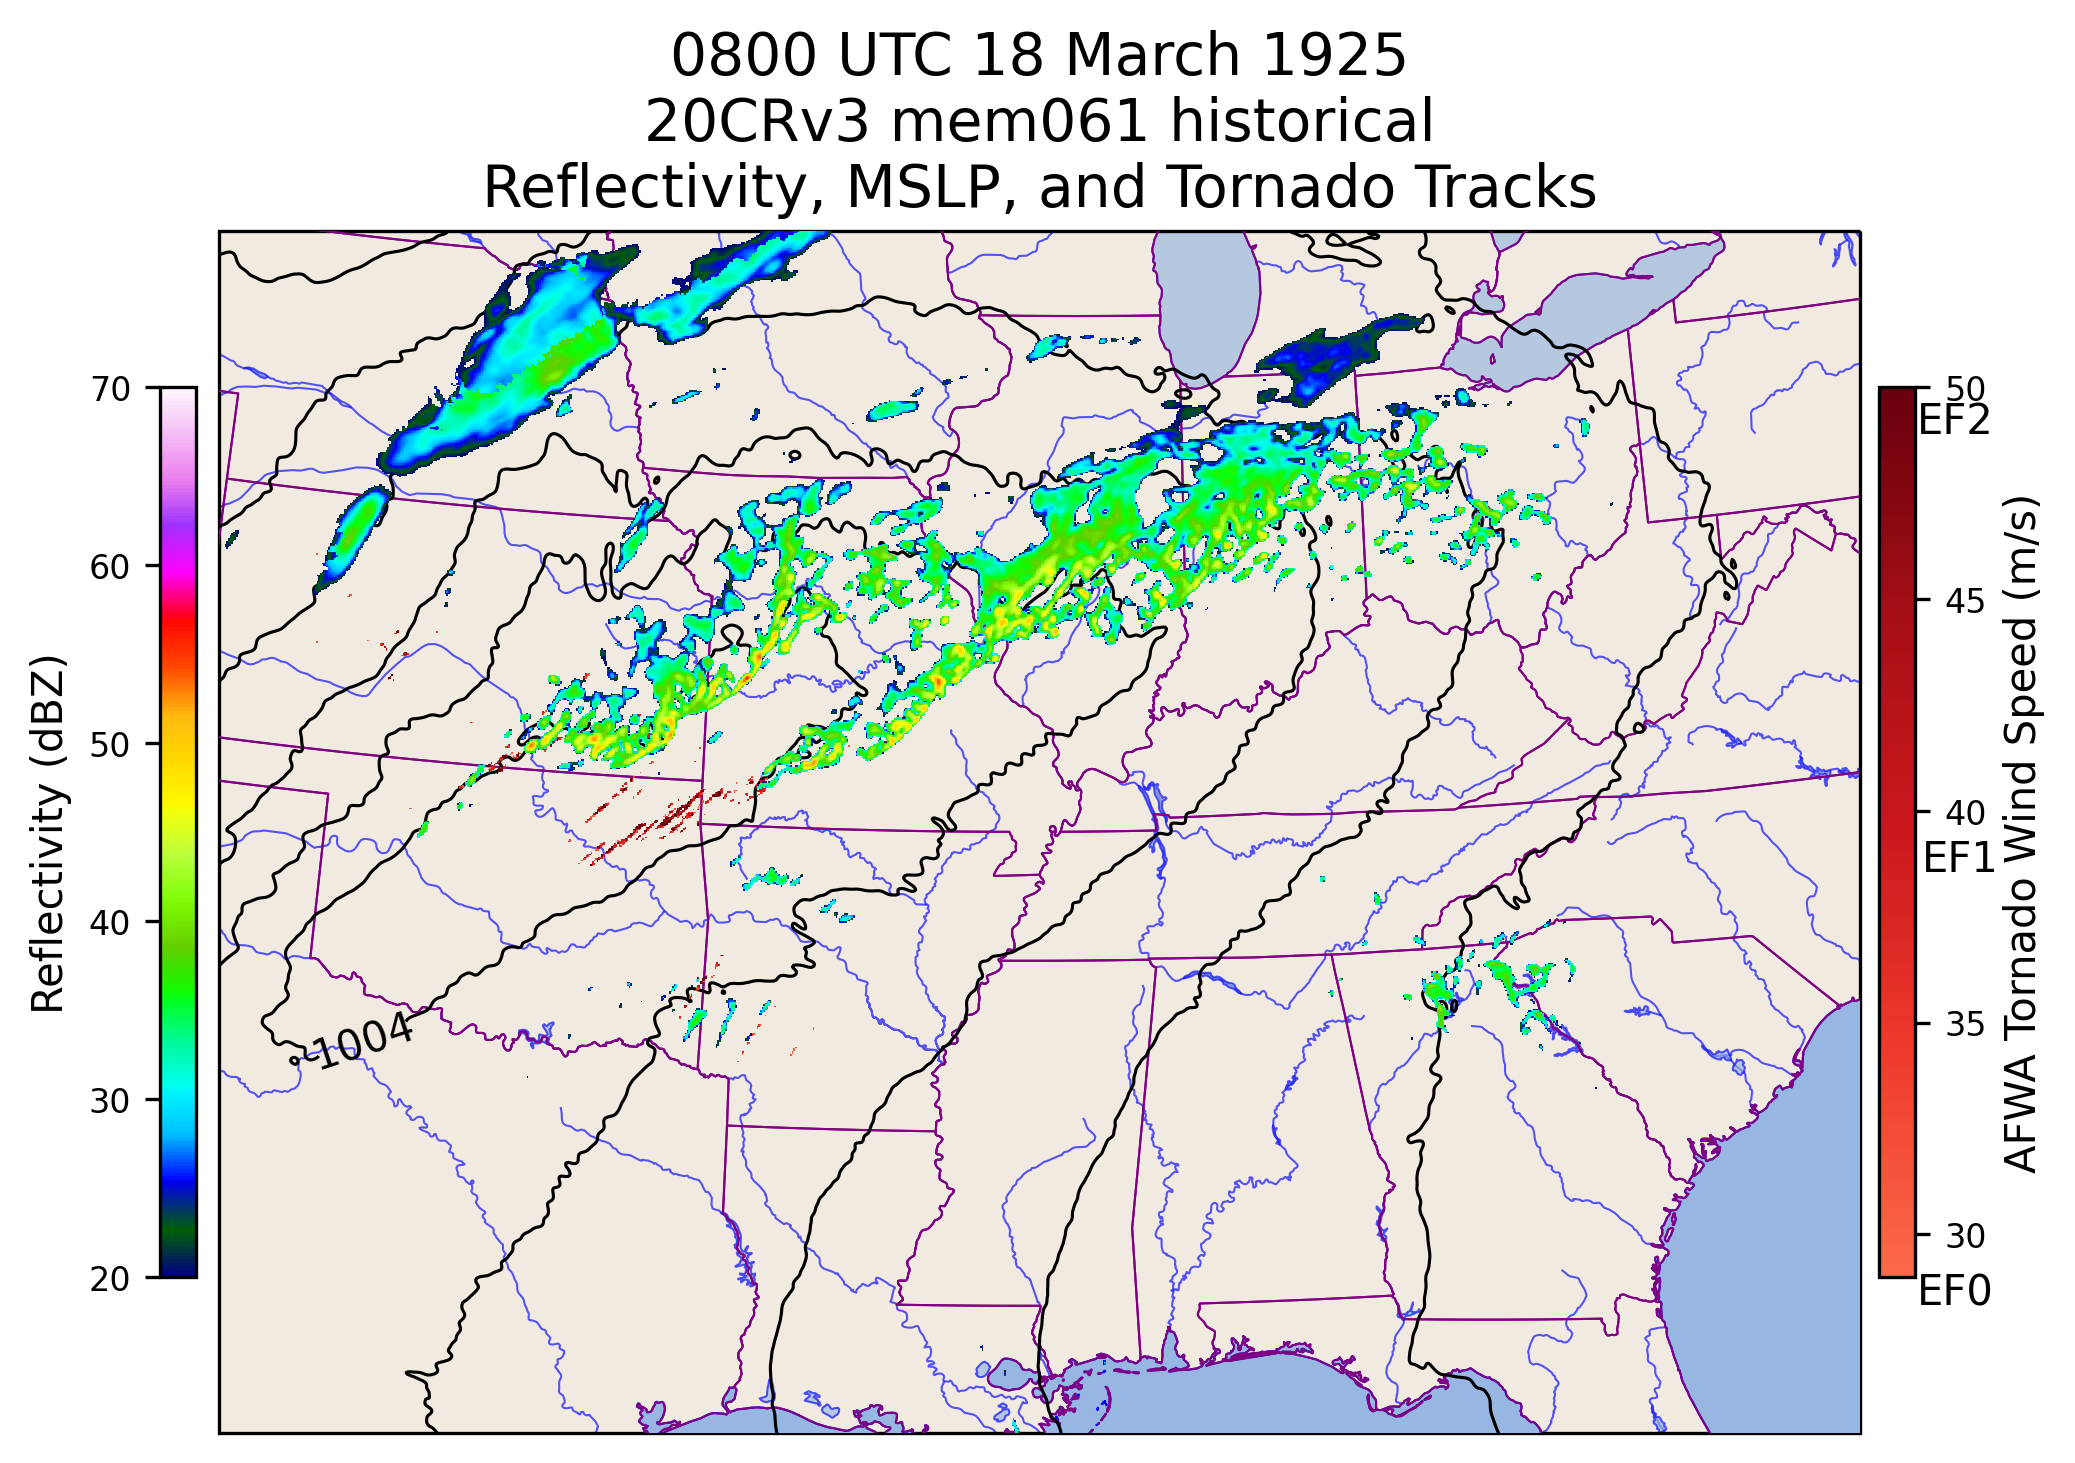 0800 UTC 18 March 1925
20CRv3 mem061 historical
Reflectivity, MSLP, and Tornado Tracks
70
60
50
40
30
20
Reflectivity (dBZ)
1004
50
EF2
45
40
EF1
35
30
EF0
AFWA Tornado Wind Speed (m/s)